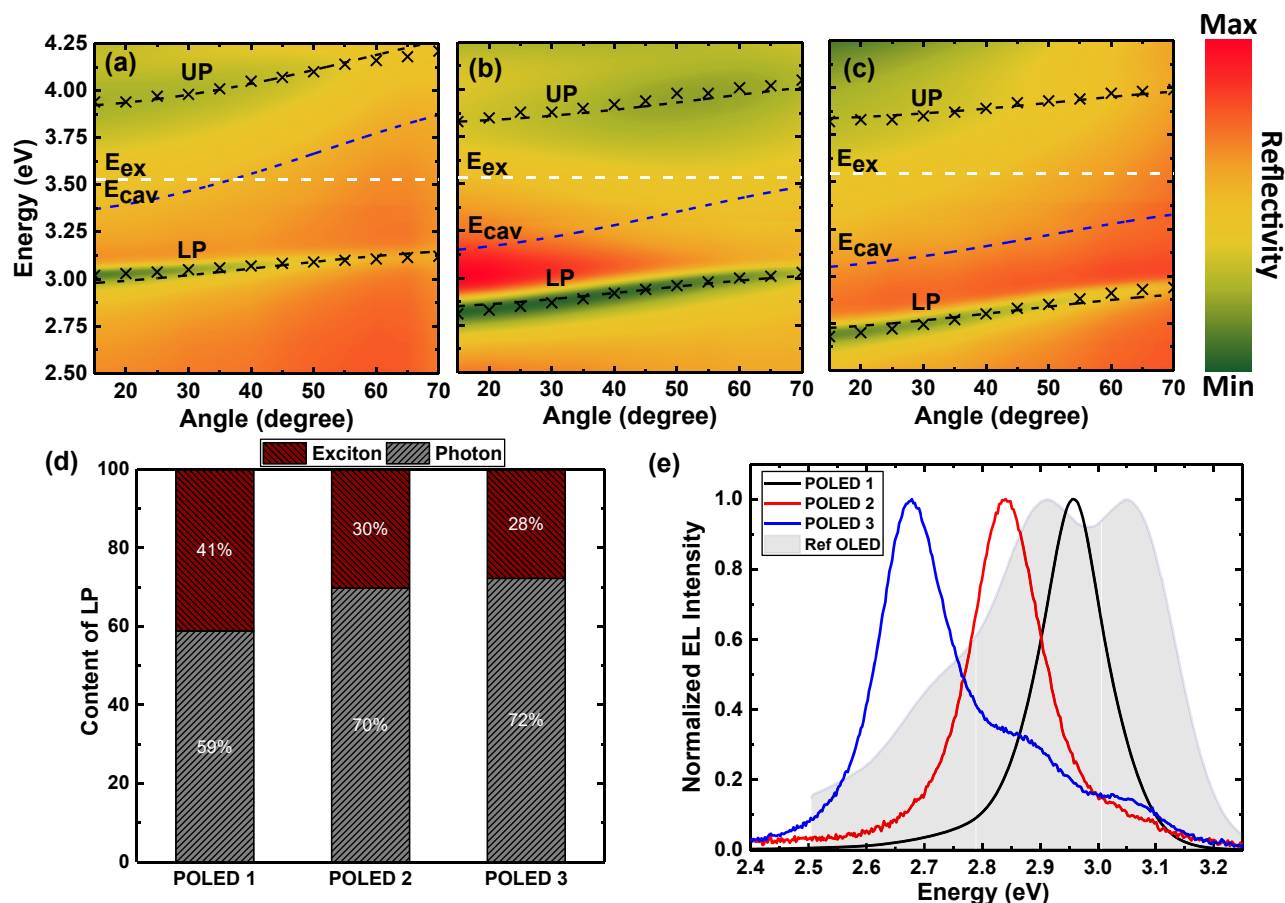 Max
Reflectivity
Min
Energy (eV)
4.25
4.00
3.75
3.50
3.25
3.00
2.75
2.50
(a)
UP
E_ex
E_cav
LP
20 30 40 50 60 70
Angle (degree)
(b)
UP
E_ex
E_cav
LP
20 30 40 50 60 70
Angle (degree)
(c)
UP
E_ex
E_cav
LP
20 30 40 50 60 70
Angle (degree)
(d)
Exciton Photon
Content of LP
100
80
60
40
20
0
41%
59%
30%
70%
28%
72%
POLED 1 POLED 2 POLED 3
(e)
POLED 1
POLED 2
POLED 3
Ref OLED
Normalized EL Intensity
1.0
0.8
0.6
0.4
0.2
0.0
2.4 2.5 2.6 2.7 2.8 2.9 3.0 3.1 3.2
Energy (eV)